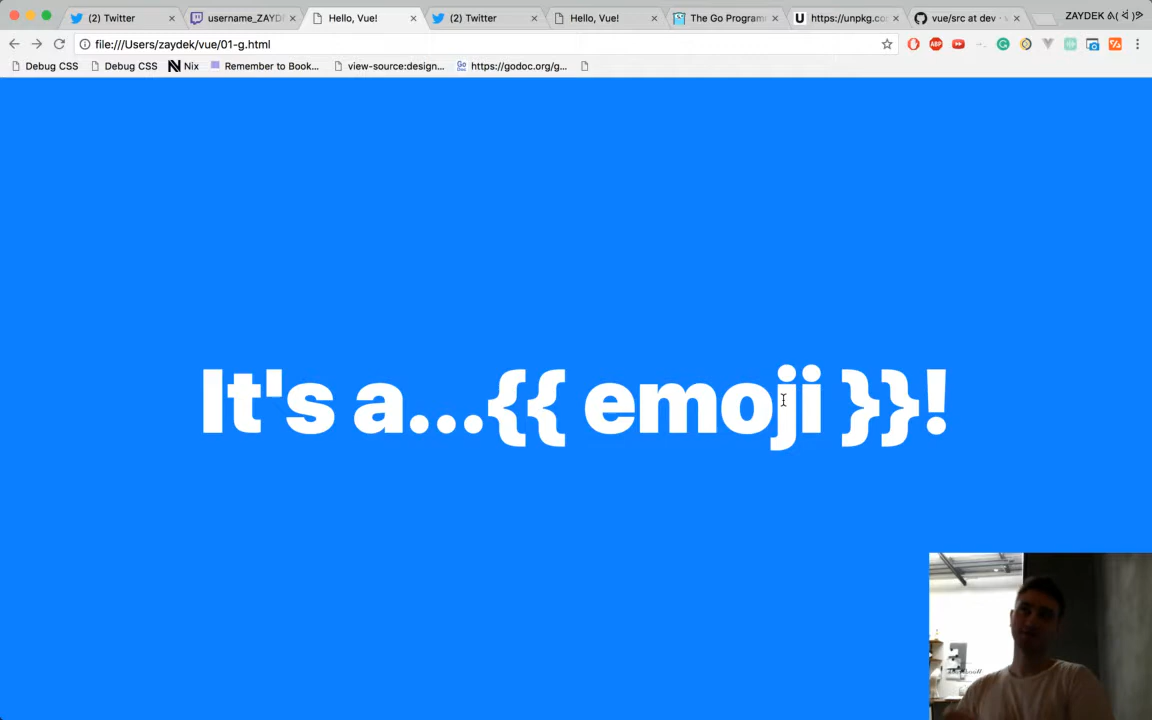 (2) Twitter
username_ZAYD
Hello, Vue!
(2) Twitter
Hello, Vue!
The Go Program
https://unpkg.co
vue/src at dev
ZAYDEK
file:///Users/zaydek/vue/01-g.html
Debug CSS
Debug CSS
Nix
Remember to Book...
view-source:design...
https://godoc.org/g...
It's a...{{ emoji }}!